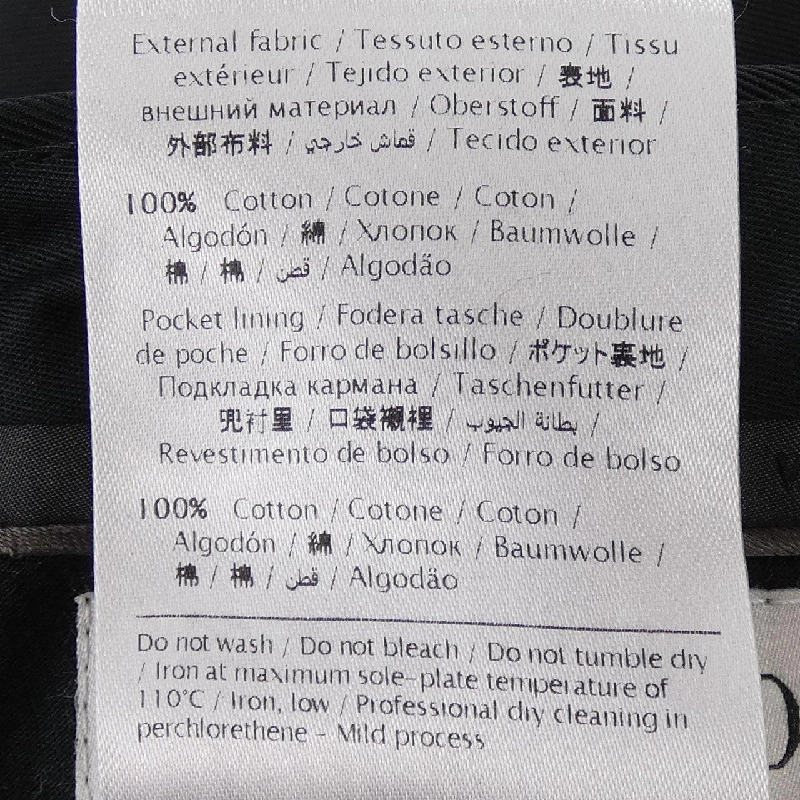 External fabric / Tessuto esterno / Tissu
extérieur / Tejido exterior / 表地 /
внешний материал / Oberstoff / 面料 /
外部布料 / قماش خارجي / Tecido exterior
100% Cotton / Cotone / Coton /
Algodón / 綿 / Хлопок / Baumwolle /
棉 / 棉 / قطن / Algodão
Pocket lining / Fodera tasche / Doublure
de poche / Forro de bolsillo / ポケット裏地 /
Подкладка кармана / Taschenfutter /
兜衬里 / 口袋襯裡 / بطانة الجيوب /
Revestimento de bolso / Forro de bolso
100% Cotton / Cotone / Coton /
Algodón / 綿 / Хлопок / Baumwolle /
棉 / 棉 / قطن / Algodão
Do not wash / Do not bleach / Do not tumble dry
/ Iron at maximum sole-plate temperature of
110°C / Iron, low / Professional dry cleaning in
perchlorethene - Mild process